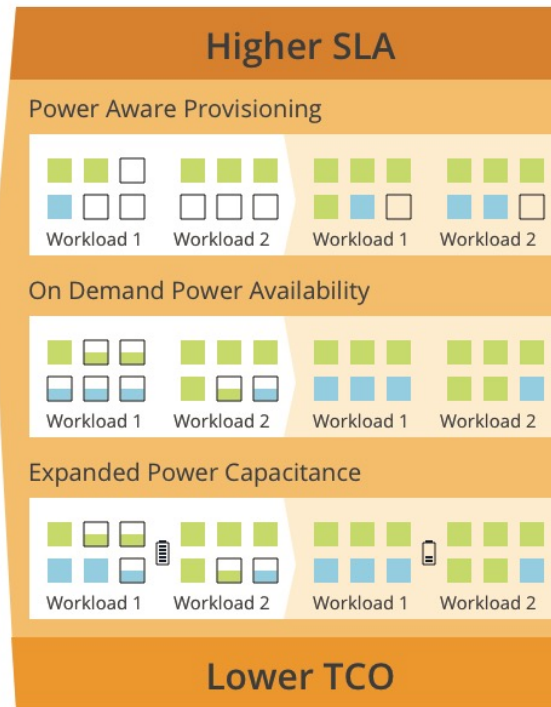 Higher SLA
Power Aware Provisioning
Workload 1 Workload 2 Workload 1 Workload 2
On Demand Power Availability
Workload 1 Workload 2 Workload 1 Workload 2
Expanded Power Capacitance
Workload 1 Workload 2 Workload 1 Workload 2
Lower TCO